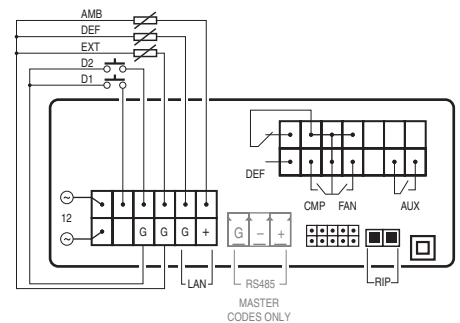 AMB
DEF
EXT
D2
D1
DEF
CMP FAN AUX
12
G G G +
G − +
LAN RS485 RIP
MASTER
CODES ONLY